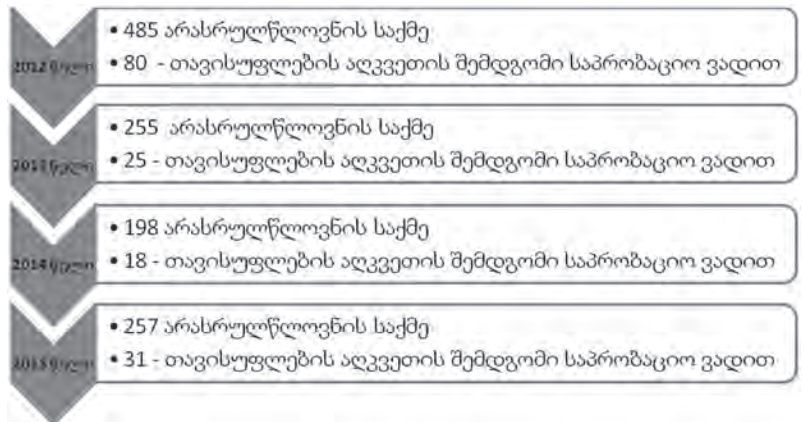 2012 წელი
• 485 არასრულწლოვნის საქმე
• 80 - თავისუფლების აღკვეთის შემდგომი საპრობაციო ვადით
2013 წელი
• 255 არასრულწლოვნის საქმე
• 25 - თავისუფლების აღკვეთის შემდგომი საპრობაციო ვადით
2014 წელი
• 198 არასრულწლოვნის საქმე
• 18 - თავისუფლების აღკვეთის შემდგომი საპრობაციო ვადით
წელი
• 257 არასრულწლოვნის საქმე
• 31 - თავისუფლების აღკვეთის შემდგომი საპრობაციო ვადით